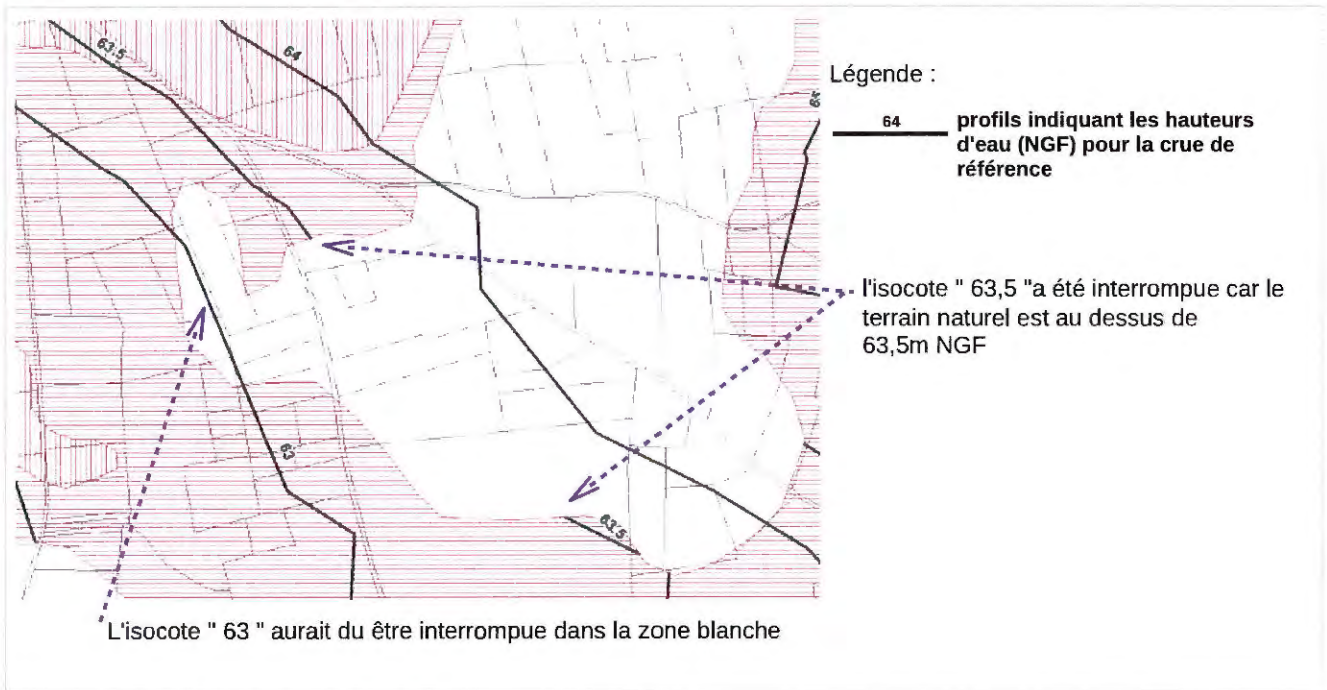 63,5
64
65
Légende :
64
profils indiquant les hauteurs
d'eau (NGF) pour la crue de
référence
l'isocote " 63,5 "a été interrompue car le
terrain naturel est au dessus de
63,5m NGF
63
63,5
L'isocote " 63 " aurait du être interrompue dans la zone blanche